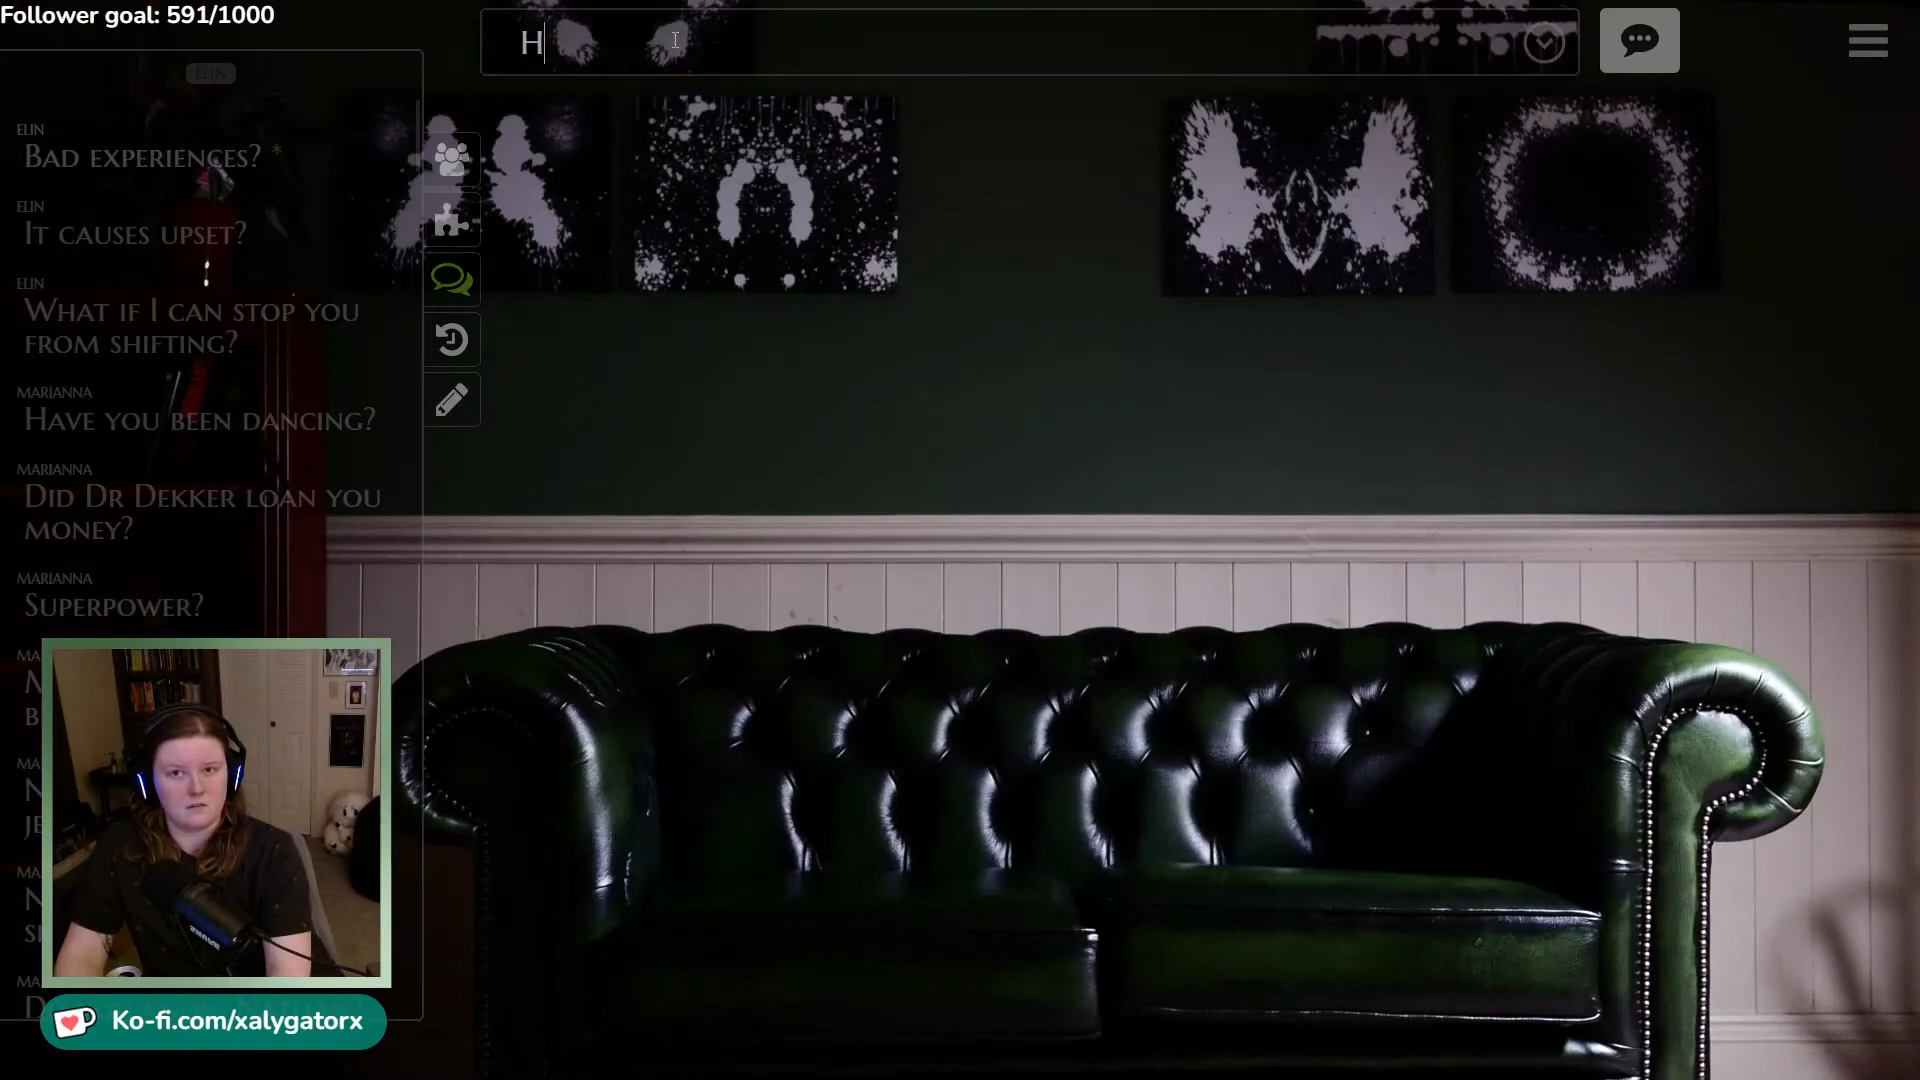 Follower goal: 591/1000
H
ELIN
ELIN
BAD EXPERIENCES? *
ELIN
IT CAUSES UPSET?
ELIN
WHAT IF I CAN STOP YOU
FROM SHIFTING?
MARIANNA
HAVE YOU BEEN DANCING?
MARIANNA
DID DR DEKKER LOAN YOU
MONEY?
MARIANNA
SUPERPOWER?
Ko-fi.com/xalygatorx